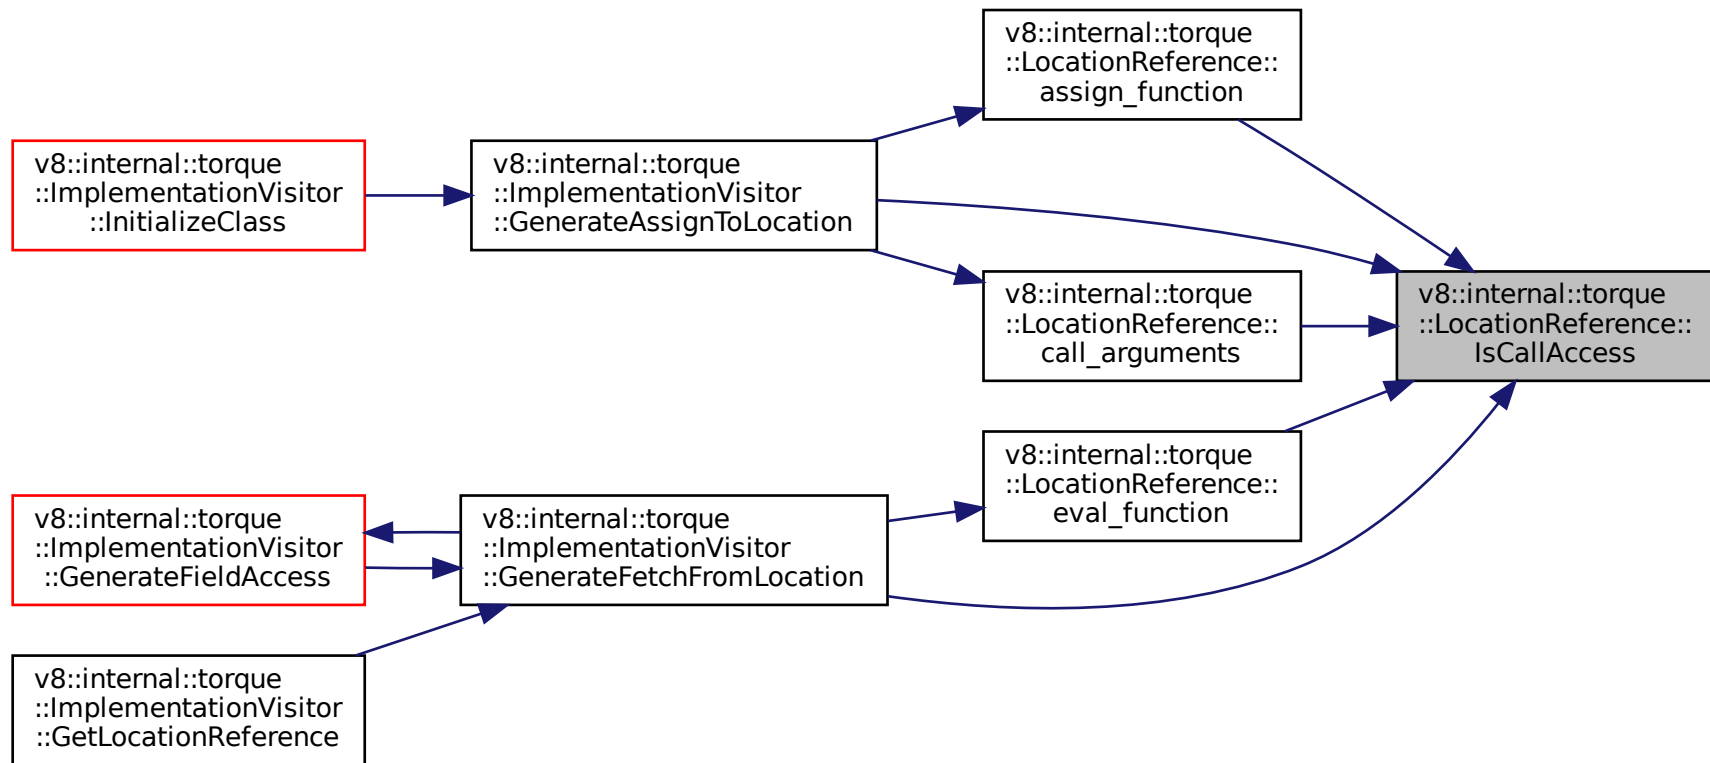 v8::internal::torque
::LocationReference::
assign_function
v8::internal::torque
::ImplementationVisitor
::InitializeClass
v8::internal::torque
::ImplementationVisitor
::GenerateAssignToLocation
v8::internal::torque
::LocationReference::
call_arguments
v8::internal::torque
::LocationReference::
IsCallAccess
v8::internal::torque
::LocationReference::
eval_function
v8::internal::torque
::ImplementationVisitor
::GenerateFieldAccess
v8::internal::torque
::ImplementationVisitor
::GenerateFetchFromLocation
v8::internal::torque
::ImplementationVisitor
::GetLocationReference